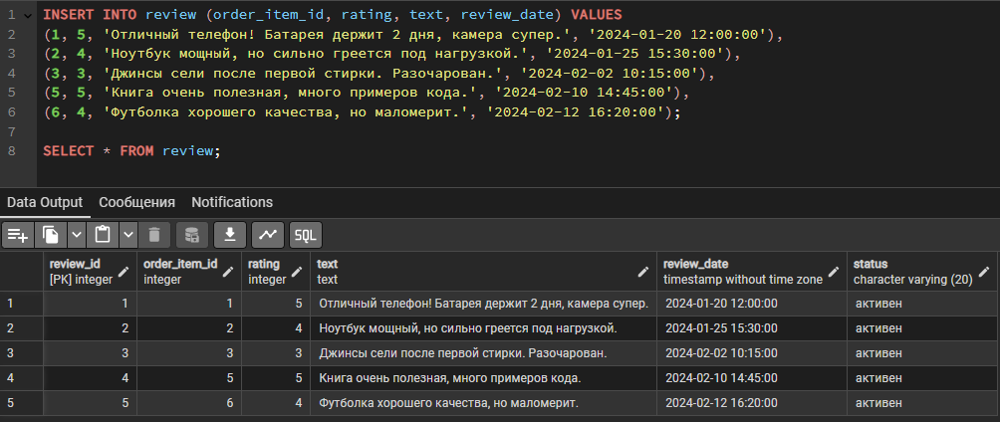 1 INSERT INTO review (order_item_id, rating, text, review_date) VALUES
2 (1, 5, 'Отличный телефон! Батарея держит 2 дня, камера супер.', '2024-01-20 12:00:00'),
3 (2, 4, 'Ноутбук мощный, но сильно греется под нагрузкой.', '2024-01-25 15:30:00'),
4 (3, 3, 'Джинсы сели после первой стирки. Разочарован.', '2024-02-02 10:15:00'),
5 (5, 5, 'Книга очень полезная, много примеров кода.', '2024-02-10 14:45:00'),
6 (6, 4, 'Футболка хорошего качества, но маломерит.', '2024-02-12 16:20:00');
7
8 SELECT * FROM review;
Data Output Сообщения Notifications
SQL
review_id order_item_id rating text review_date status
[PK] integer integer integer text timestamp without time zone character varying (20)
1 1 1 5 Отличный телефон! Батарея держит 2 дня, камера супер. 2024-01-20 12:00:00 активен
2 2 2 4 Ноутбук мощный, но сильно греется под нагрузкой. 2024-01-25 15:30:00 активен
3 3 3 3 Джинсы сели после первой стирки. Разочарован. 2024-02-02 10:15:00 активен
4 4 5 5 Книга очень полезная, много примеров кода. 2024-02-10 14:45:00 активен
5 5 6 4 Футболка хорошего качества, но маломерит. 2024-02-12 16:20:00 активен